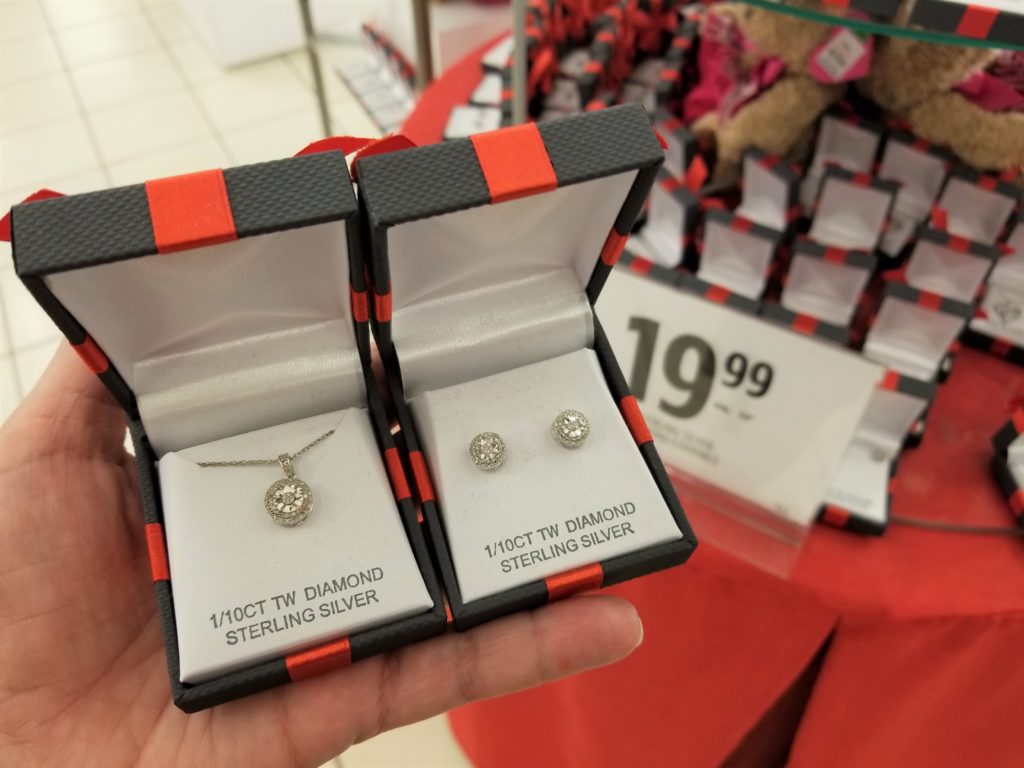 1/10CT TW DIAMOND
STERLING SILVER
1/10CT TW DIAMOND
STERLING SILVER
19 99